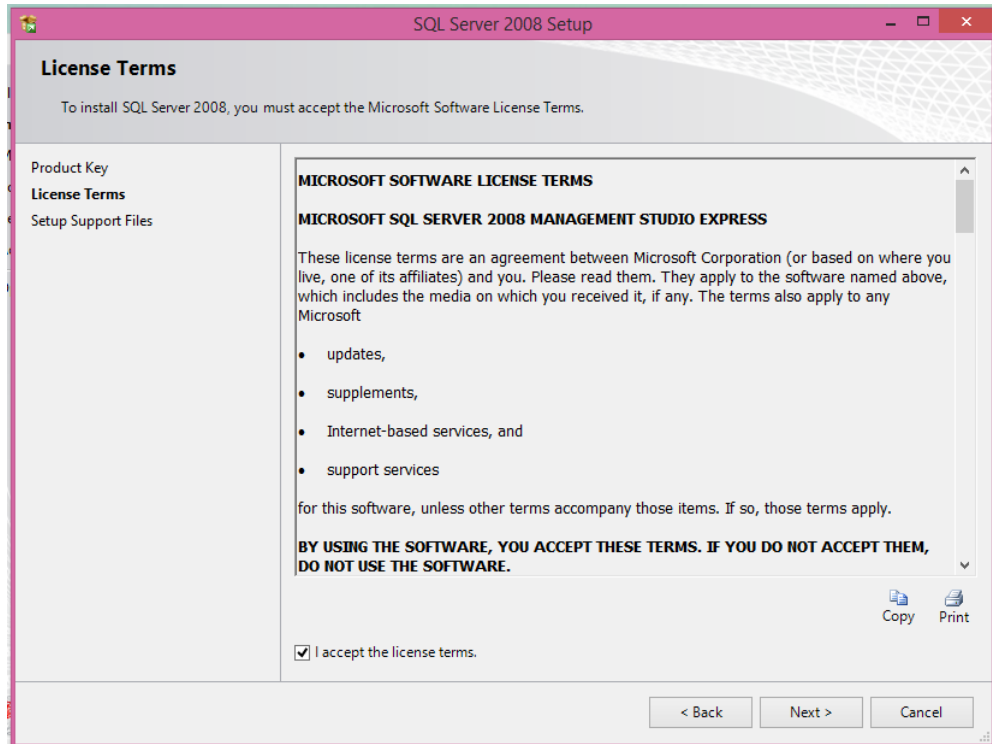 SQL Server 2008 Setup
License Terms
To install SQL Server 2008, you must accept the Microsoft Software License Terms.
Product Key
License Terms
Setup Support Files
MICROSOFT SOFTWARE LICENSE TERMS
MICROSOFT SQL SERVER 2008 MANAGEMENT STUDIO EXPRESS
These license terms are an agreement between Microsoft Corporation (or based on where you
live, one of its affiliates) and you. Please read them. They apply to the software named above,
which includes the media on which you received it, if any. The terms also apply to any
Microsoft
• updates,
• supplements,
• Internet-based services, and
• support services
for this software, unless other terms accompany those items. If so, those terms apply.
BY USING THE SOFTWARE, YOU ACCEPT THESE TERMS. IF YOU DO NOT ACCEPT THEM,
DO NOT USE THE SOFTWARE.
Copy Print
I accept the license terms.
< Back Next > Cancel